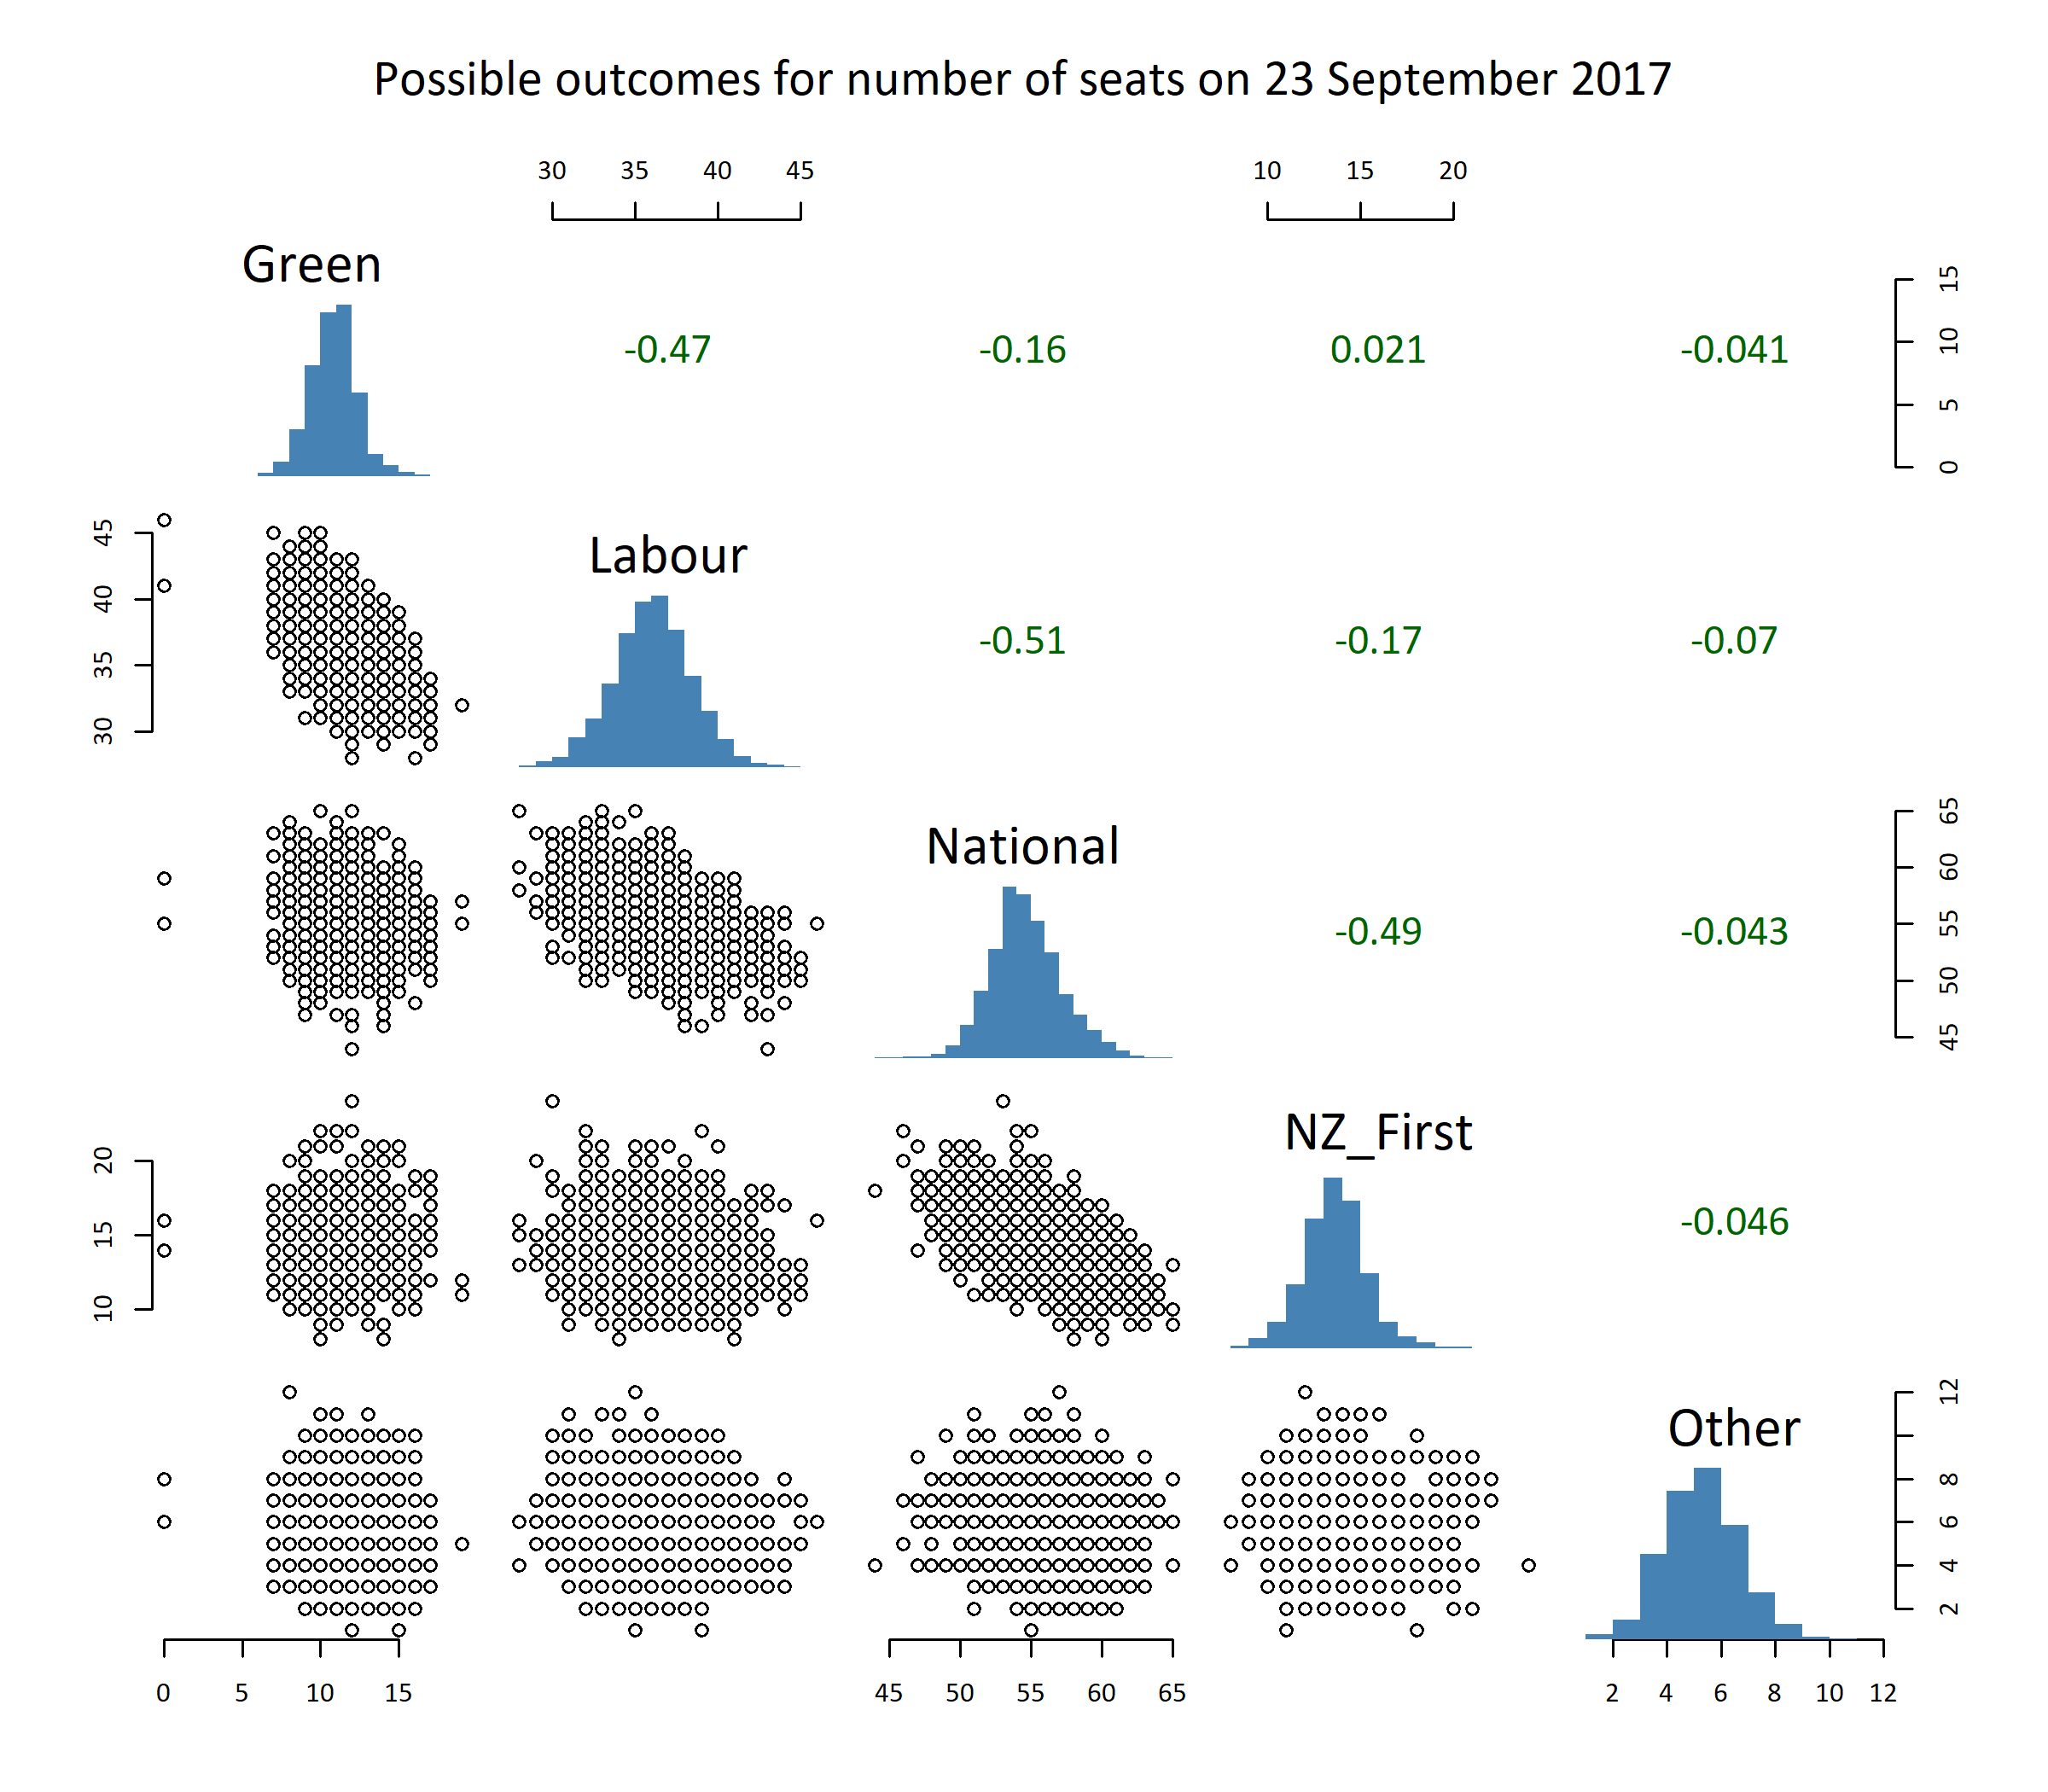 Possible outcomes for number of seats on 23 September 2017
30 35 40 45
10 15 20
Green
-0.47 -0.16 0.021 -0.041
0 5 10 15
30 35 40 45
Labour
-0.51 -0.17 -0.07
National
-0.49 -0.043
45 50 55 60 65
10 15 20
NZ_First
-0.046
Other
2 4 6 8 12
0 5 10 15
45 50 55 60 65
2 4 6 8 10 12